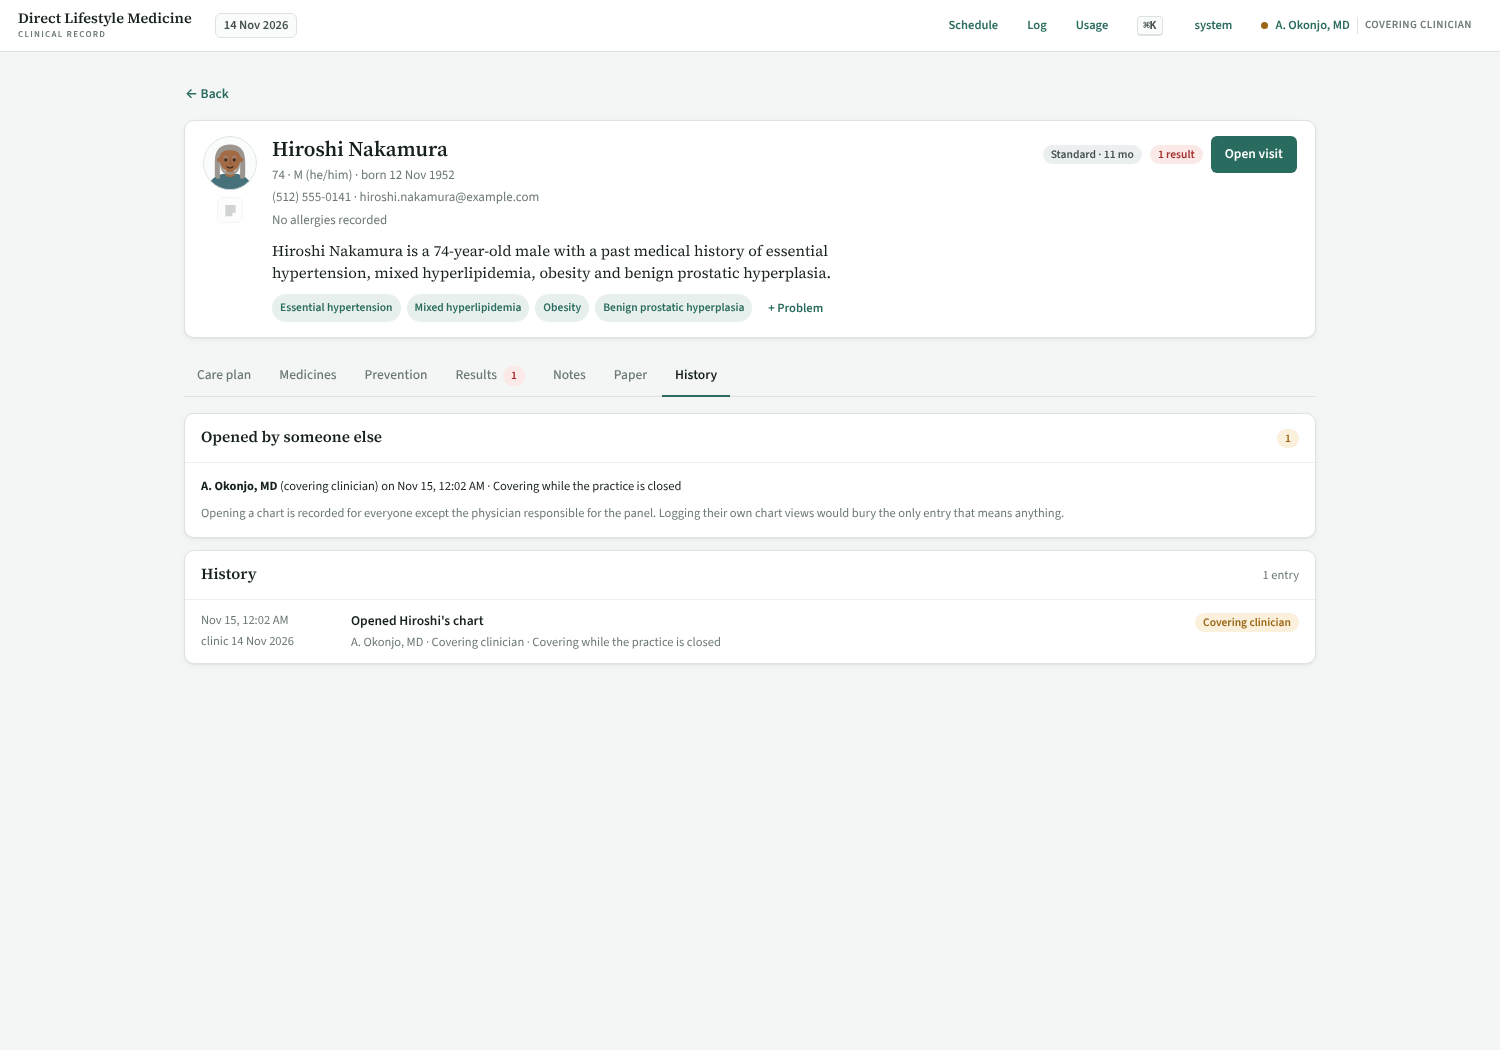 Direct Lifestyle Medicine
CLINICAL RECORD
14 Nov 2026
Schedule
Log
Usage
⌘K
system
A. Okonjo, MD
COVERING CLINICIAN
← Back
Hiroshi Nakamura
74 · M (he/him) · born 12 Nov 1952
(512) 555-0141 · hiroshi.nakamura@example.com
No allergies recorded
Standard · 11 mo
1 result
Open visit
Hiroshi Nakamura is a 74-year-old male with a past medical history of essential
hypertension, mixed hyperlipidemia, obesity and benign prostatic hyperplasia.
Essential hypertension
Mixed hyperlipidemia
Obesity
Benign prostatic hyperplasia
+ Problem
Care plan
Medicines
Prevention
Results 1
Notes
Paper
History
Opened by someone else
1
A. Okonjo, MD (covering clinician) on Nov 15, 12:02 AM · Covering while the practice is closed
Opening a chart is recorded for everyone except the physician responsible for the panel. Logging their own chart views would bury the only entry that means anything.
History
1 entry
Nov 15, 12:02 AM
clinic 14 Nov 2026
Opened Hiroshi's chart
A. Okonjo, MD · Covering clinician · Covering while the practice is closed
Covering clinician